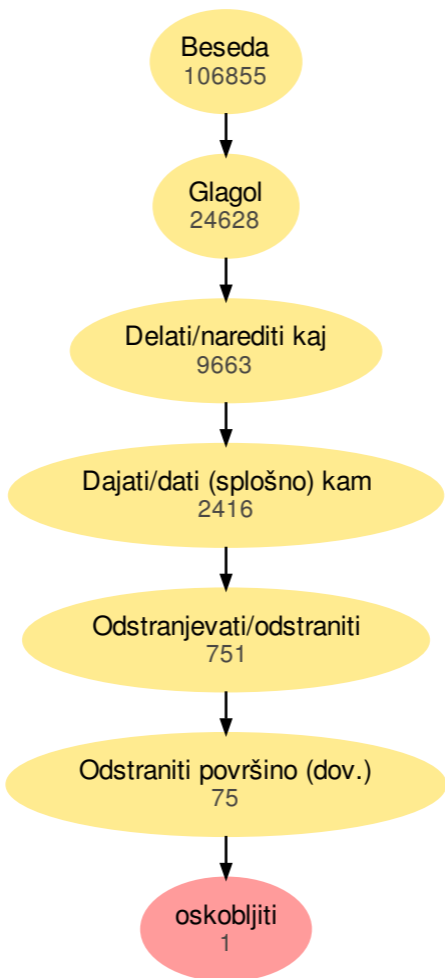 Beseda
106855
Glagol
24628
Delati/narediti kaj
9663
Dajati/dati (splošno) kam
2416
Odstranjevati/odstraniti
751
Odstraniti površino (dov.)
75
oskobljiti
1